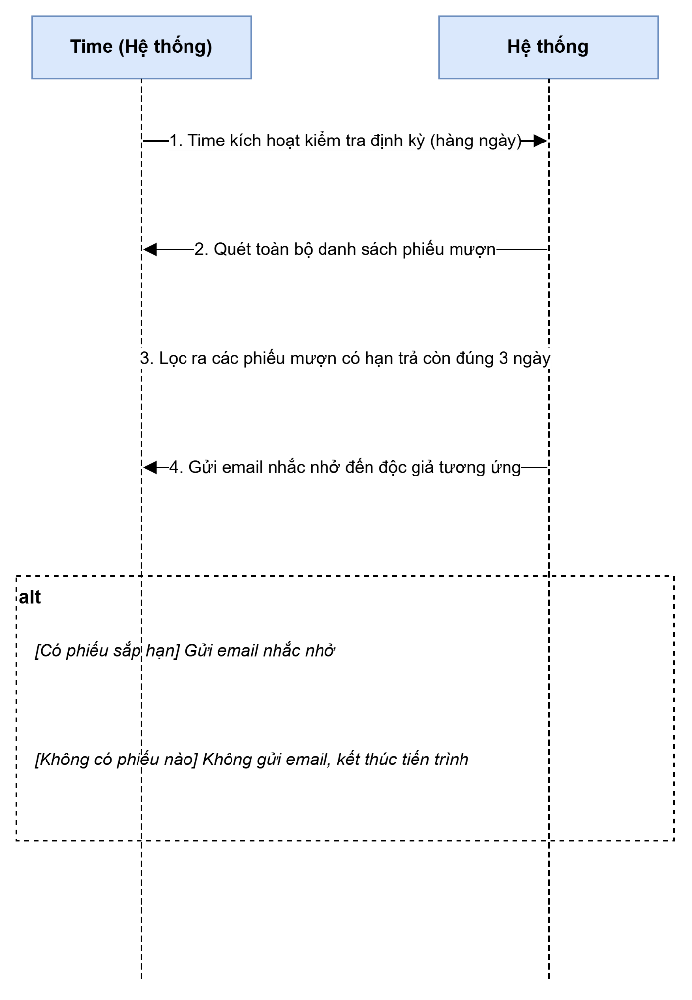 Time (Hệ thống)
Hệ thống
1. Time kích hoạt kiểm tra định kỳ (hàng ngày)
2. Quét toàn bộ danh sách phiếu mượn
3. Lọc ra các phiếu mượn có hạn trả còn đúng 3 ngày
4. Gửi email nhắc nhở đến độc giả tương ứng
alt
[Có phiếu sắp hạn] Gửi email nhắc nhở
[Không có phiếu nào] Không gửi email, kết thúc tiến trình